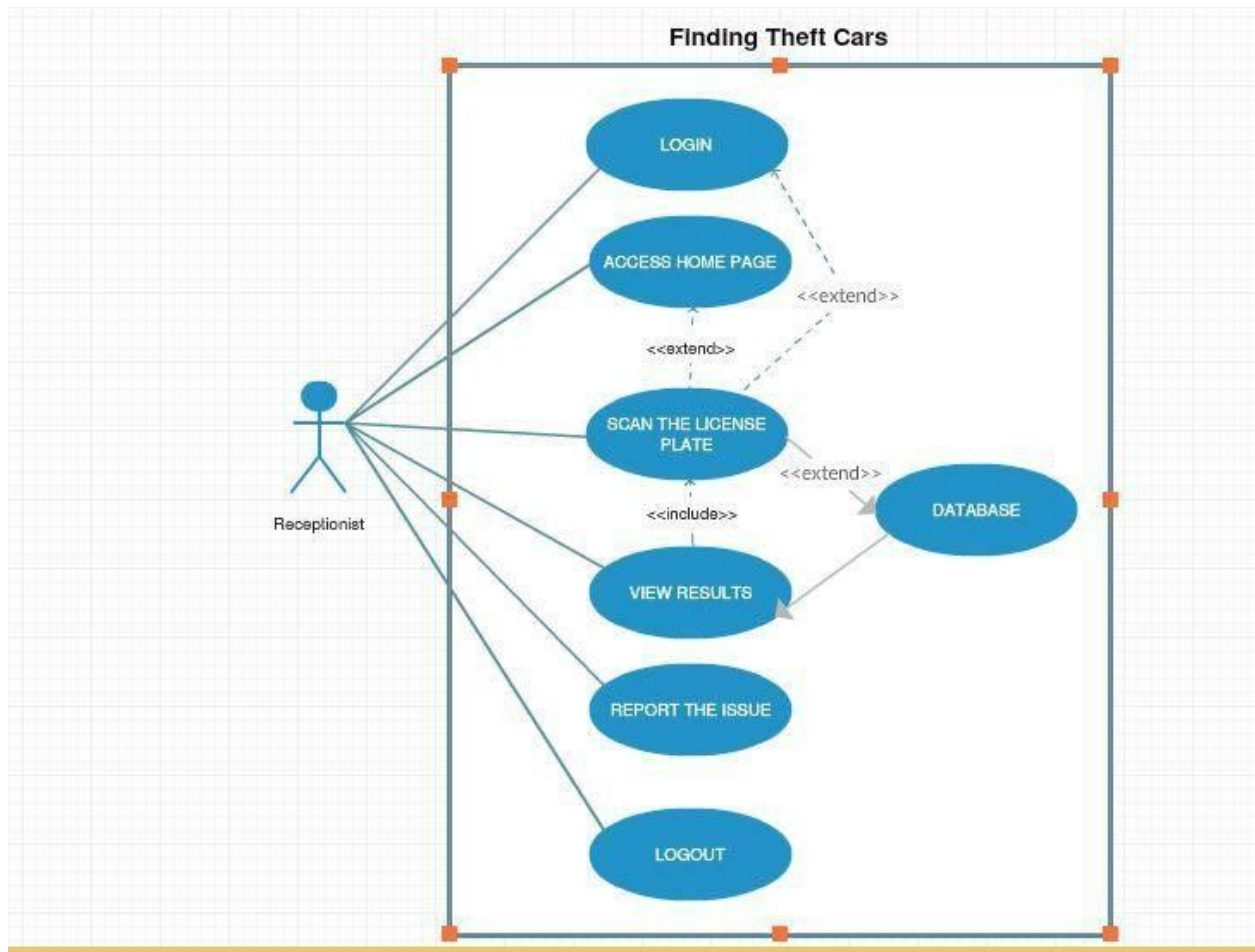 Finding Theft Cars
LOGIN
ACCESS HOME PAGE
<<extend>>
<<extend>>
SCAN THE LICENSE
PLATE
<<extend>>
DATABASE
<<include>>
Receptionist
VIEW RESULTS
REPORT THE ISSUE
LOGOUT